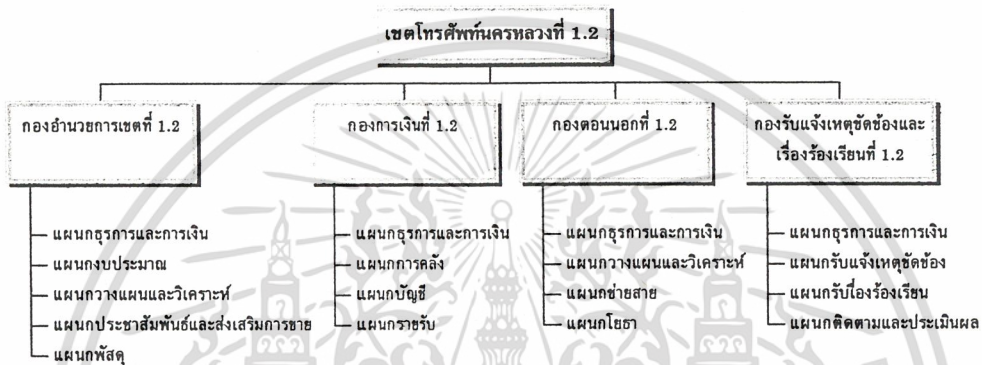 เขตโทรศัพท์นครหลวงที่ 1.2
กองอำนวยการเขตที่ 1.2
แผนกธุรการและการเงิน
แผนกงบประมาณ
แผนกวางแผนและวิเคราะห์
แผนกประชาสัมพันธ์และส่งเสริมการขาย
แผนกพัสดุ
กองการเงินที่ 1.2
แผนกธุรการและการเงิน
แผนกการคลัง
แผนกบัญชี
แผนกรายรับ
กองตอนนอกที่ 1.2
แผนกธุรการและการเงิน
แผนกวางแผนและวิเคราะห์
แผนกข่ายสาย
แผนกโยธา
กองรับแจ้งเหตุขัดข้องและ
เรื่องร้องเรียนที่ 1.2
แผนกธุรการและการเงิน
แผนกรับแจ้งเหตุขัดข้อง
แผนกรับเื่องร้องเรียน
แผนกติดตามและประเมินผล